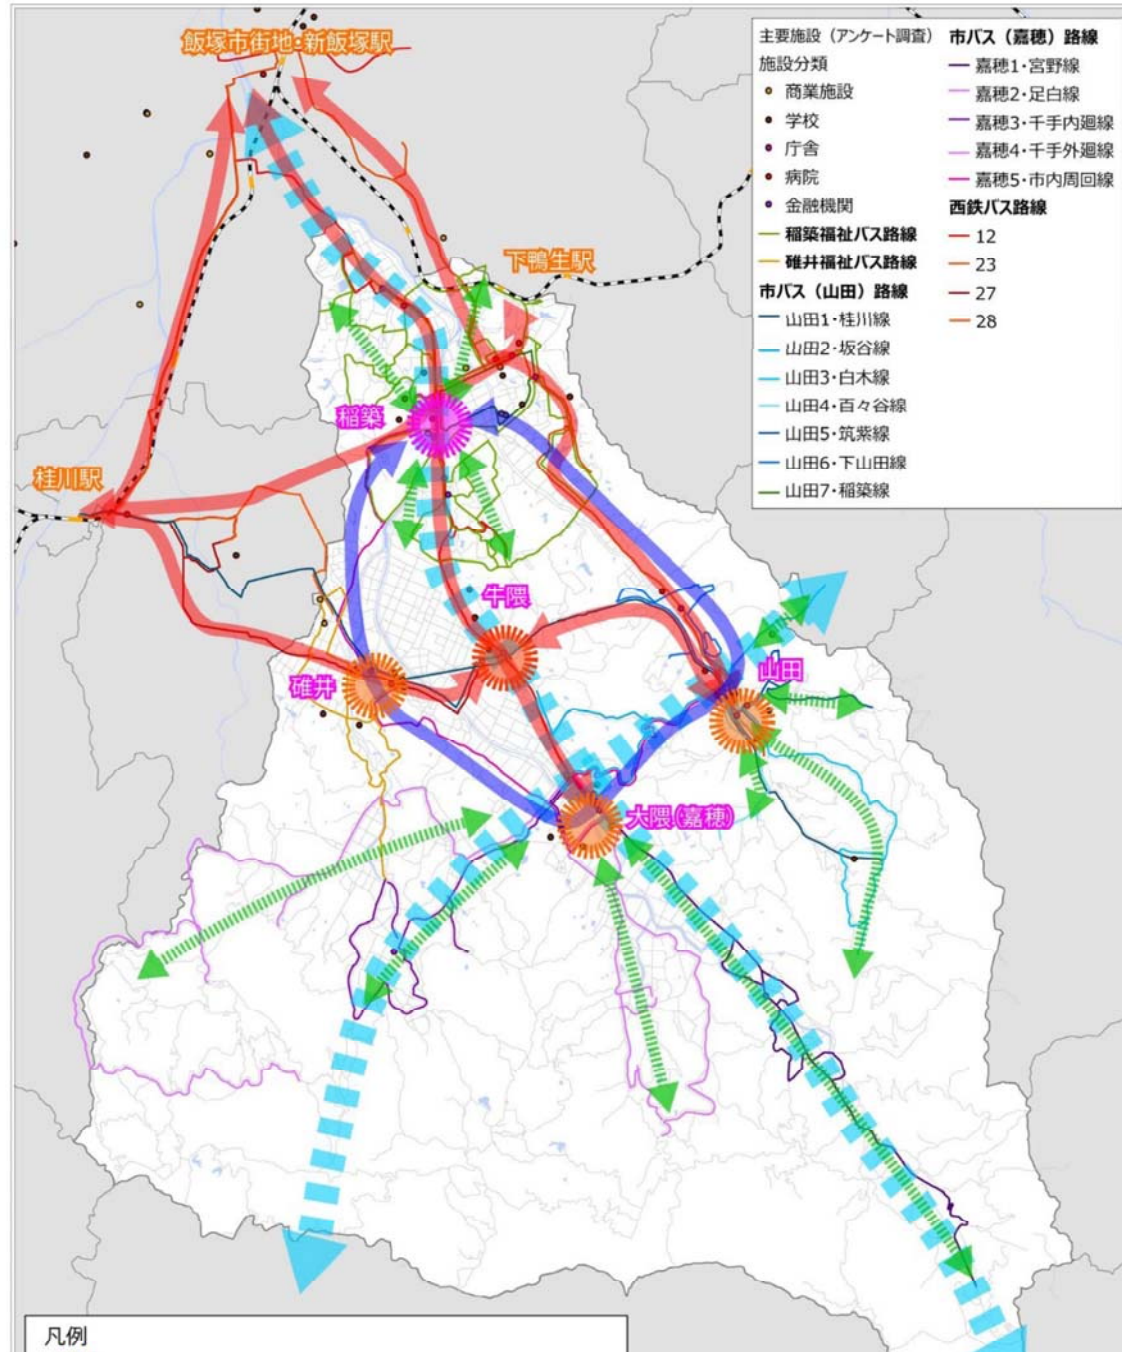 飯塚市街地・新飯塚駅
下鴨生駅
稲築
桂川駅
牛隈
碓井
山田
大隈(嘉穂)
主要施設（アンケート調査）
施設分類
商業施設
学校
庁舎
病院
金融機関
稲築福祉バス路線
碓井福祉バス路線
市バス（山田）路線
山田1・桂川線
山田2・坂谷線
山田3・白木線
山田4・百々谷線
山田5・筑紫線
山田6・下山田線
山田7・稲築線
市バス（嘉穂）路線
嘉穂1・宮野線
嘉穂2・足白線
嘉穂3・千手内廻線
嘉穂4・千手外廻線
嘉穂5・市内周回線
西鉄バス路線
12
23
27
28
凡例